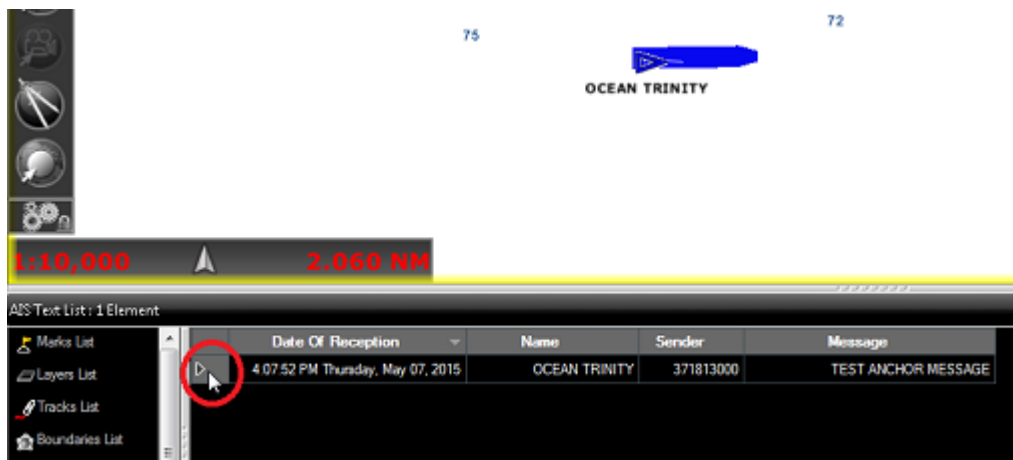 72
75
OCEAN TRINITY
1:10,000 2.060 NM
AIS Text List : 1 Element
Marks List
Date Of Reception Name Sender Message
Layers List
4:07:52 PM Thursday, May 07, 2015 OCEAN TRINITY 371813000 TEST ANCHOR MESSAGE
Tracks List
Boundaries List